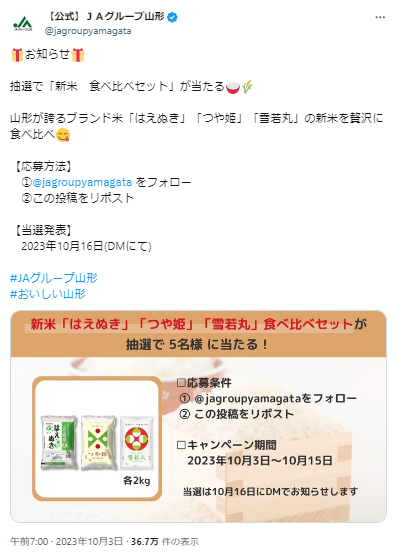 【公式】ＪＡグループ山形
@jagroupyamagata
🎁お知らせ🎁
抽選で「新米　食べ比べセット」が当たる🍚🌾
山形が誇るブランド米「はえぬき」「つや姫」「雪若丸」の新米を贅沢に
食べ比べ😋
【応募方法】
①@jagroupyamagata をフォロー
②この投稿をリポスト
【当選発表】
2023年10月16日(DMにて)
#JAグループ山形
#おいしい山形
新米「はえぬき」「つや姫」「雪若丸」食べ比べセットが
抽選で 5名様 に当たる！
□応募条件
① @jagroupyamagataをフォロー
② この投稿をリポスト
□キャンペーン期間
2023年10月3日～10月15日
当選は10月16日にDMでお知らせします
はえぬき
つや姫
雪若丸
各2kg
午前7:00 · 2023年10月3日 · 36.7万 件の表示